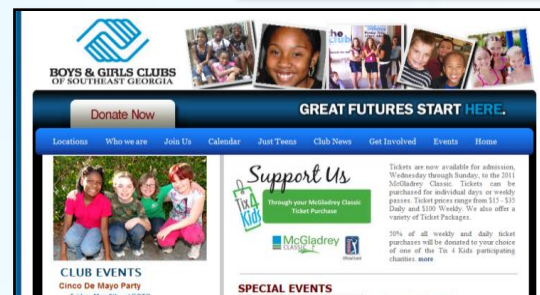 BOYS & GIRLS CLUBS
OF SOUTHEAST GEORGIA
the
Club
Donate Now
GREAT FUTURES START HERE.
Locations Who we are Join Us Calendar Just Teens Club News Get Involved Events Home
Support Us
Tix
4
Kids
Through your McGladrey Classic
Ticket Purchase
McGladrey
CLASSIC
PGA TOUR
Tickets are now available for admission,
Wednesday through Sunday, to the 2011
McGladrey Classic. Tickets can be
purchased for individual days or weekly
passes. Ticket prices range from $15 - $35
Daily and $100 Weekly. We also offer a
variety of Ticket Packages.
50% of all weekly and daily ticket
purchases will be donated to your choice
of one of the Tix 4 Kids participating
charities. more
CLUB EVENTS
Cinco De Mayo Party
SPECIAL EVENTS